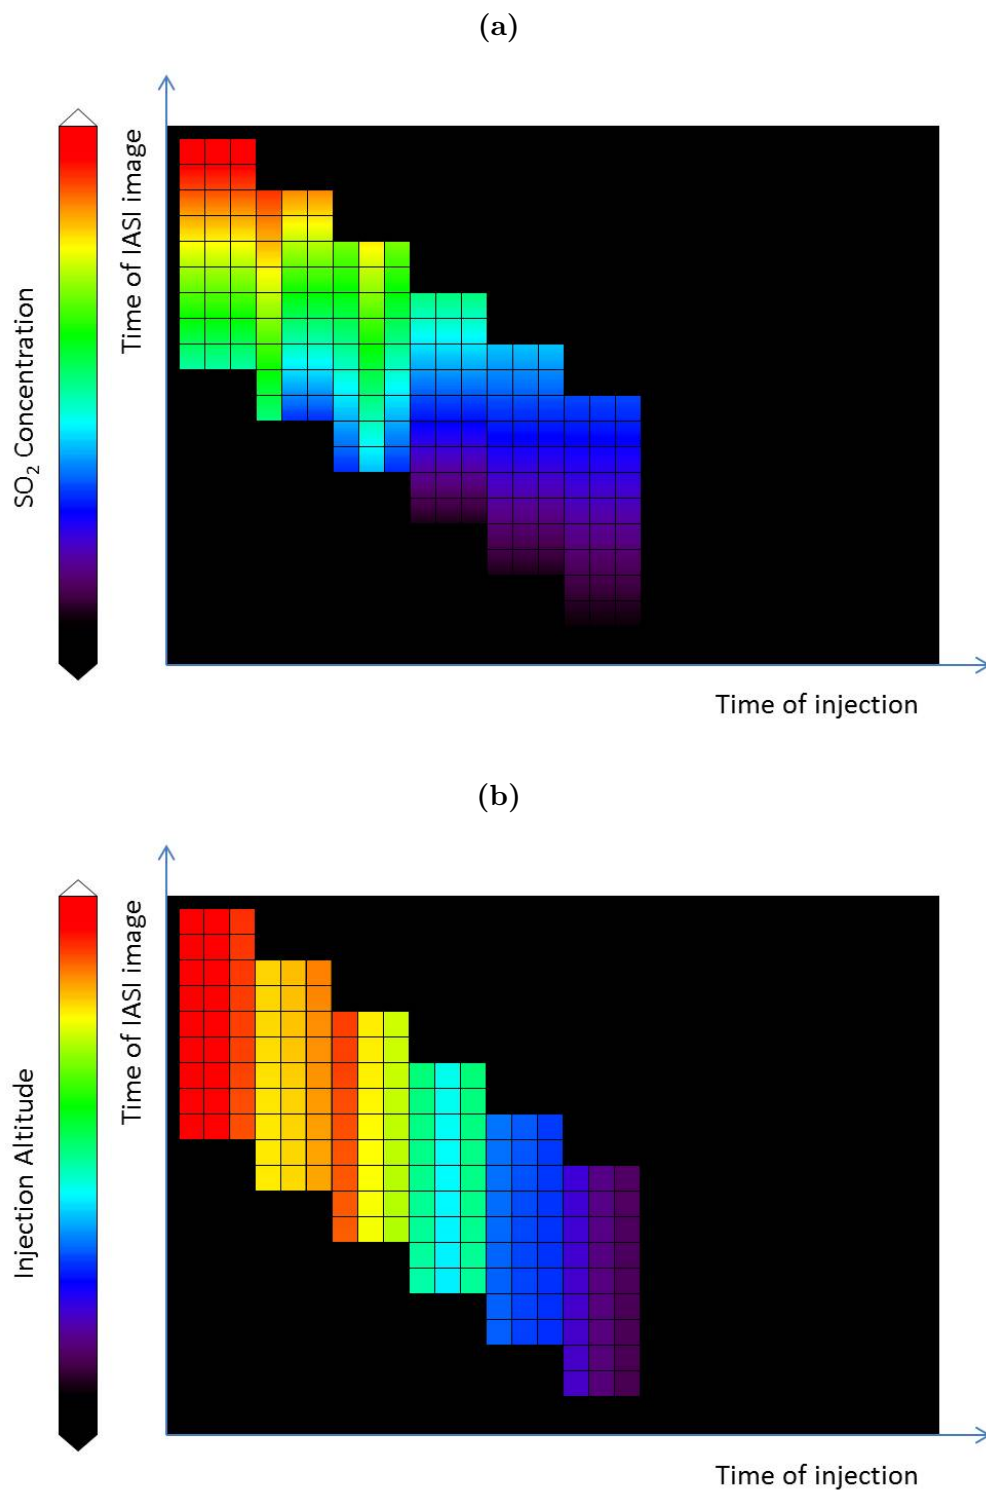 (a)
SO₂ Concentration
Time of IASI image
Time of injection
(b)
Injection Altitude
Time of IASI image
Time of injection